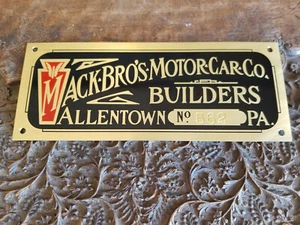 MACK·BRO'S·MOTOR·CAR·CO.
BUILDERS
ALLENTOWN No. PA.